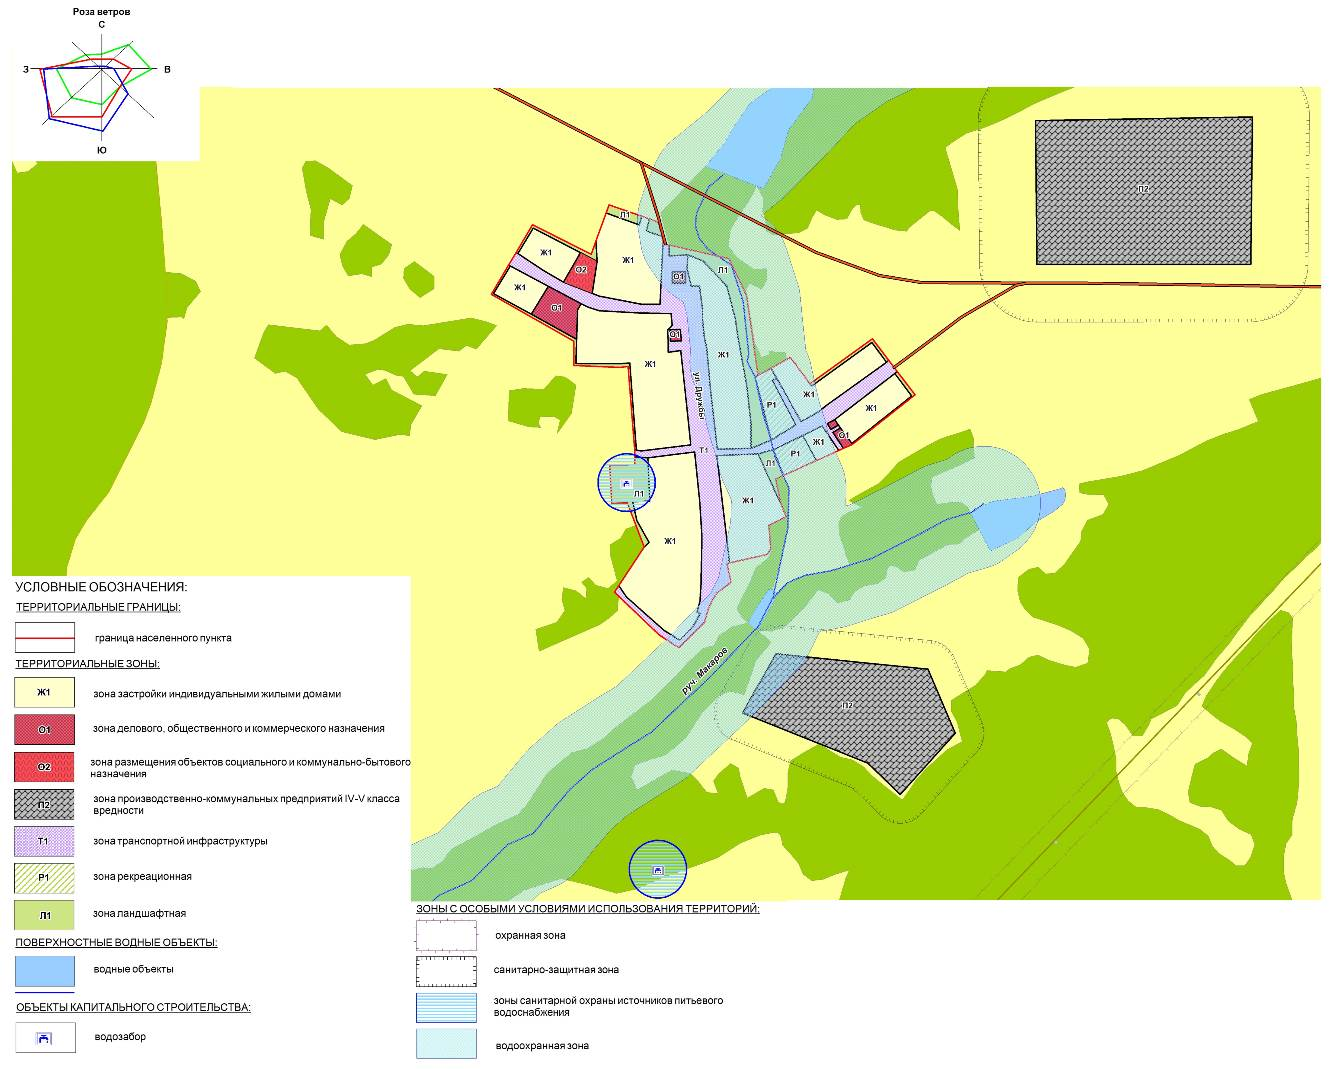 Роза ветров
С
З
В
Ю
П2
Л1
Ж1
О2
Ж1
Л1
О1
Ж1
О1
О1
Ж1
Ж1
Ж1
Р1
Ж1
О1
Ж1
Р1
Т1
Л1
Л1
Ж1
Ж1
ул. Дружбы
руч. Макаров
П2
УСЛОВНЫЕ ОБОЗНАЧЕНИЯ:
ТЕРРИТОРИАЛЬНЫЕ ГРАНИЦЫ:
граница населенного пункта
ТЕРРИТОРИАЛЬНЫЕ ЗОНЫ:
Ж1
зона застройки индивидуальными жилыми домами
О1
зона делового, общественного и коммерческого назначения
О2
зона размещения объектов социального и коммунально-бытового
назначения
П2
зона производственно-коммунальных предприятий IV-V класса
вредности
Т1
зона транспортной инфраструктуры
Р1
зона рекреационная
Л1
зона ландшафтная
ПОВЕРХНОСТНЫЕ ВОДНЫЕ ОБЪЕКТЫ:
водные объекты
ОБЪЕКТЫ КАПИТАЛЬНОГО СТРОИТЕЛЬСТВА:
водозабор
ЗОНЫ С ОСОБЫМИ УСЛОВИЯМИ ИСПОЛЬЗОВАНИЯ ТЕРРИТОРИЙ:
охранная зона
санитарно-защитная зона
зоны санитарной охраны источников питьевого
водоснабжения
водоохранная зона